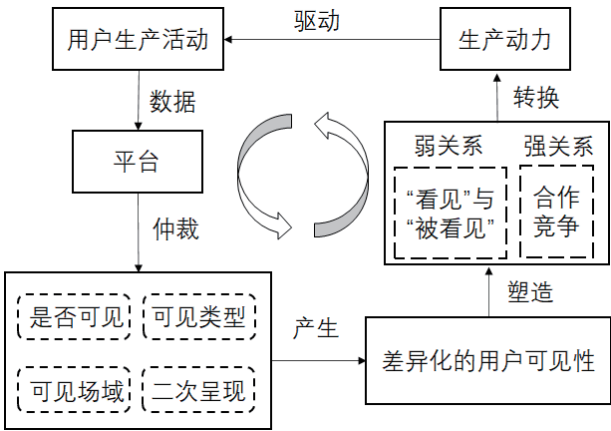 驱动
用户生产活动
生产动力
数据
转换
平台
弱关系
强关系
“看见”与
“被看见”
合作
竞争
仲裁
塑造
是否可见
可见类型
产生
差异化的用户可见性
可见场域
二次呈现